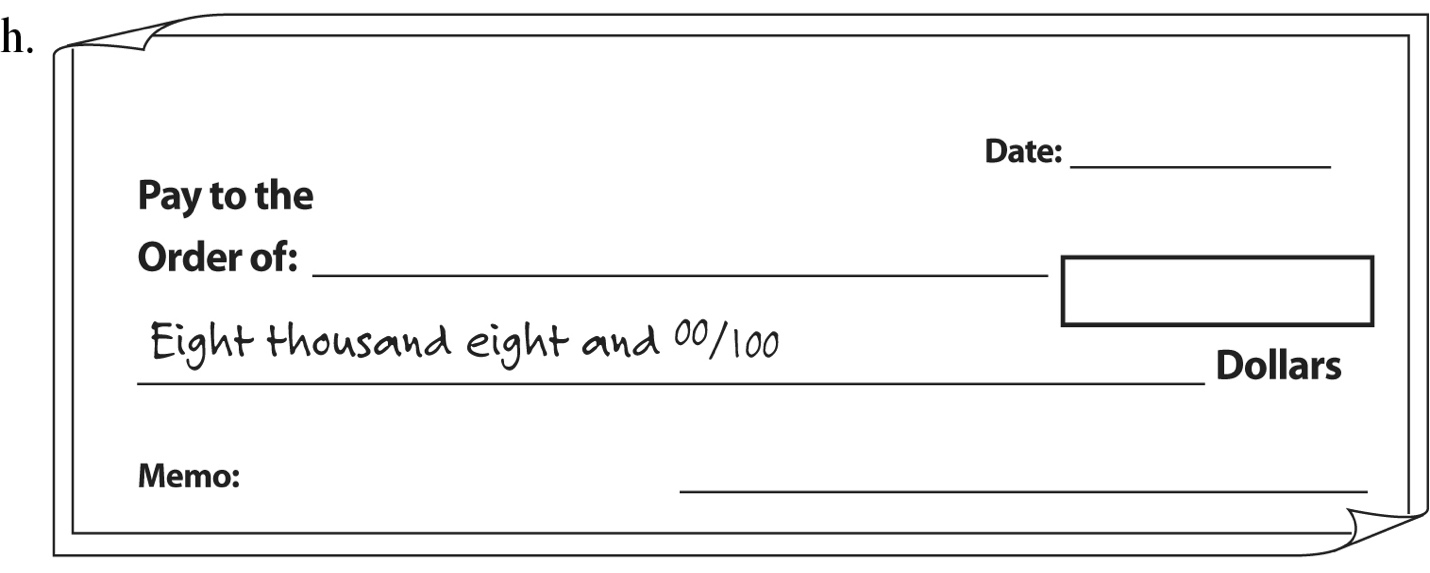 h.
Date:
Pay to the
Order of:
Eight thousand eight and 00/100
Dollars
Memo: